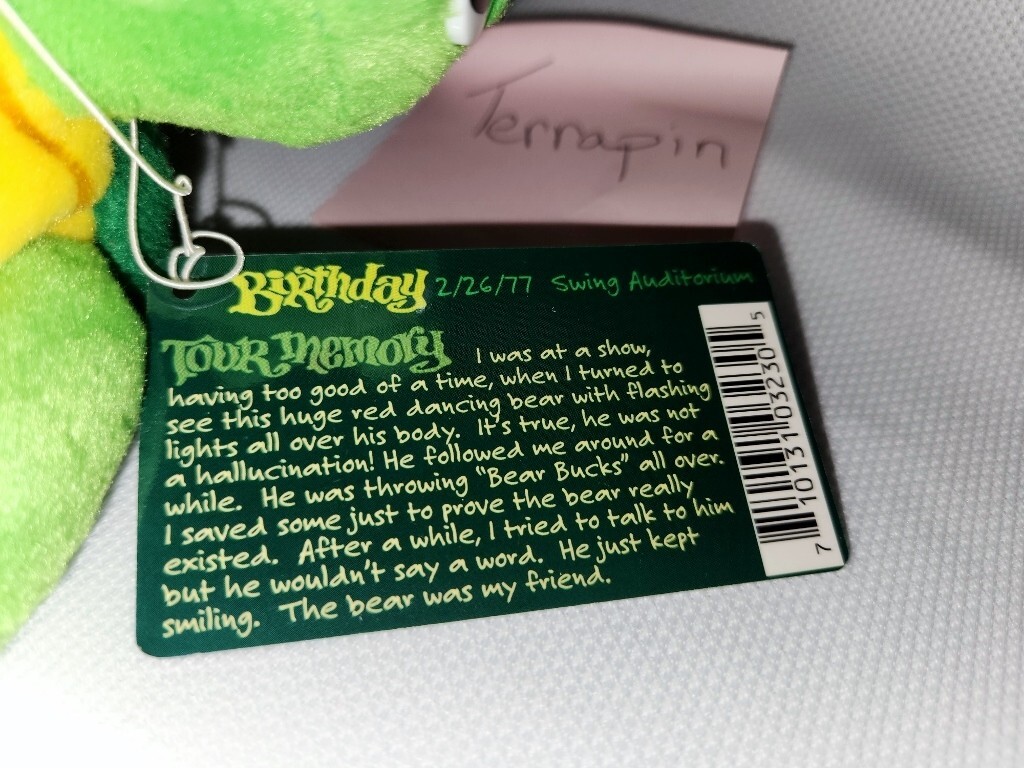 Terrapin
Birthday 2/26/77 Swing Auditorium
Tour Memory I was at a show,
having too good of a time, when I turned to
see this huge red dancing bear with flashing
lights all over his body. It's true, he was not
a hallucination! He followed me around for a
while. He was throwing "Bear Bucks" all over.
I saved some just to prove the bear really
existed. After a while, I tried to talk to him
but he wouldn't say a word. He just kept
smiling. The bear was my friend.
7 10131 03230 5